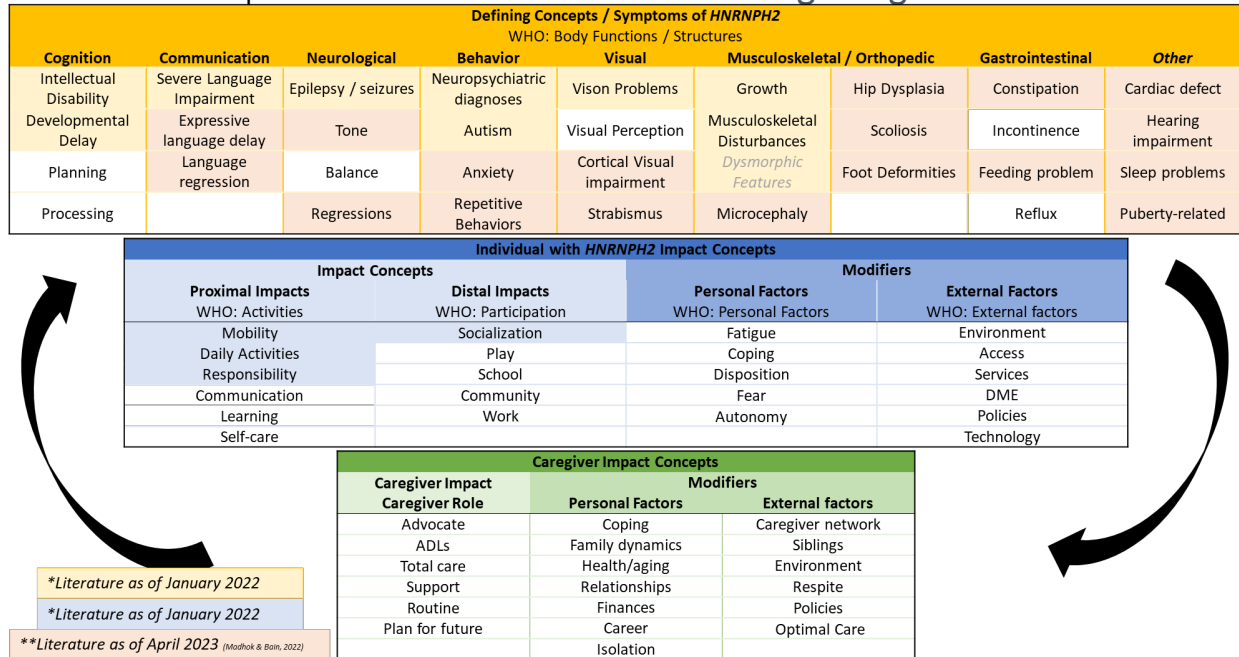 Defining Concepts / Symptoms of HNRNPH2
WHO: Body Functions / Structures
Cognition Communication Neurological Behavior Visual Musculoskeletal / Orthopedic Gastrointestinal Other
Intellectual Disability Severe Language Impairment Epilepsy / seizures Neuropsychiatric diagnoses Vison Problems Growth Hip Dysplasia Constipation Cardiac defect
Developmental Delay Expressive language delay Tone Autism Visual Perception Musculoskeletal Disturbances Scoliosis Incontinence Hearing impairment
Planning Language regression Balance Anxiety Cortical Visual impairment Dysmorphic Features Foot Deformities Feeding problem Sleep problems
Processing Regressions Repetitive Behaviors Strabismus Microcephaly Reflux Puberty-related
Individual with HNRNPH2 Impact Concepts
Impact Concepts Modifiers
Proximal Impacts Distal Impacts Personal Factors External Factors
WHO: Activities WHO: Participation WHO: Personal Factors WHO: External factors
Mobility Socialization Fatigue Environment
Daily Activities Play Coping Access
Responsibility School Disposition Services
Communication Community Fear DME
Learning Work Autonomy Policies
Self-care Technology
Caregiver Impact Concepts
Caregiver Impact Modifiers
Caregiver Role Personal Factors External factors
Advocate Coping Caregiver network
ADLs Family dynamics Siblings
Total care Health/aging Environment
Support Relationships Respite
Routine Finances Policies
Plan for future Career Optimal Care
Isolation
*Literature as of January 2022
*Literature as of January 2022
**Literature as of April 2023 (Madhok & Bain, 2022)